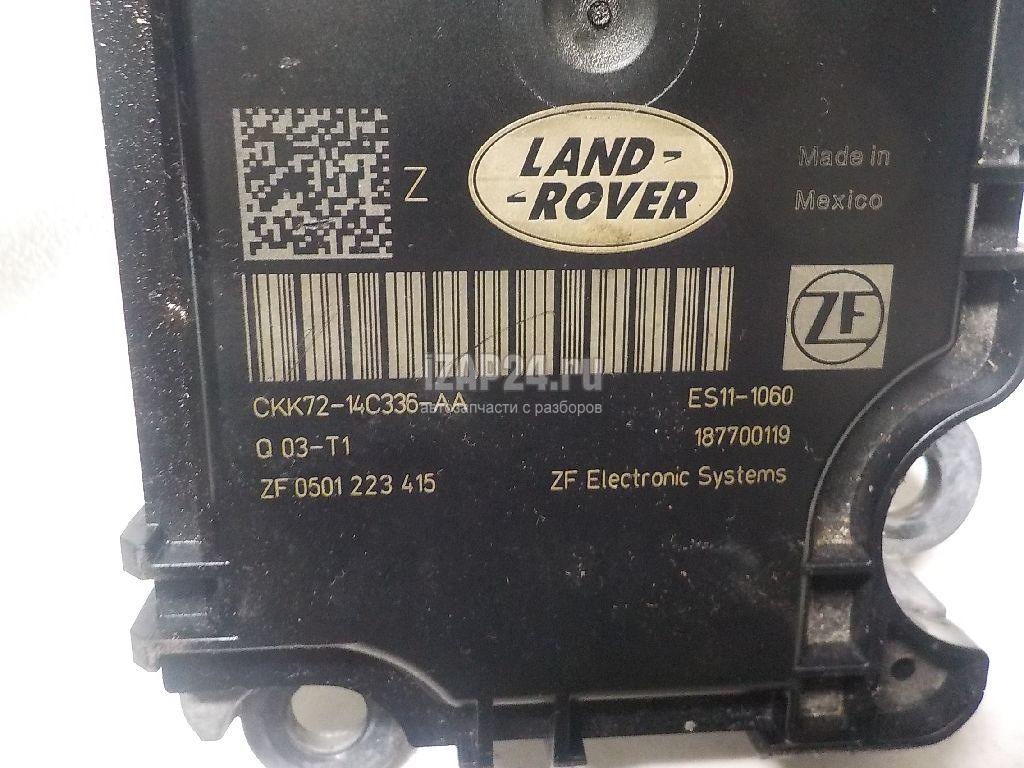 Z
LAND-
-ROVER
Made in
Mexico
ZF
iZAP24.ru
автозапчасти с разборов
CKK72-14C336-AA
ES11-1060
Q 03-T1
187700119
ZF 0501 223 415
ZF Electronic Systems